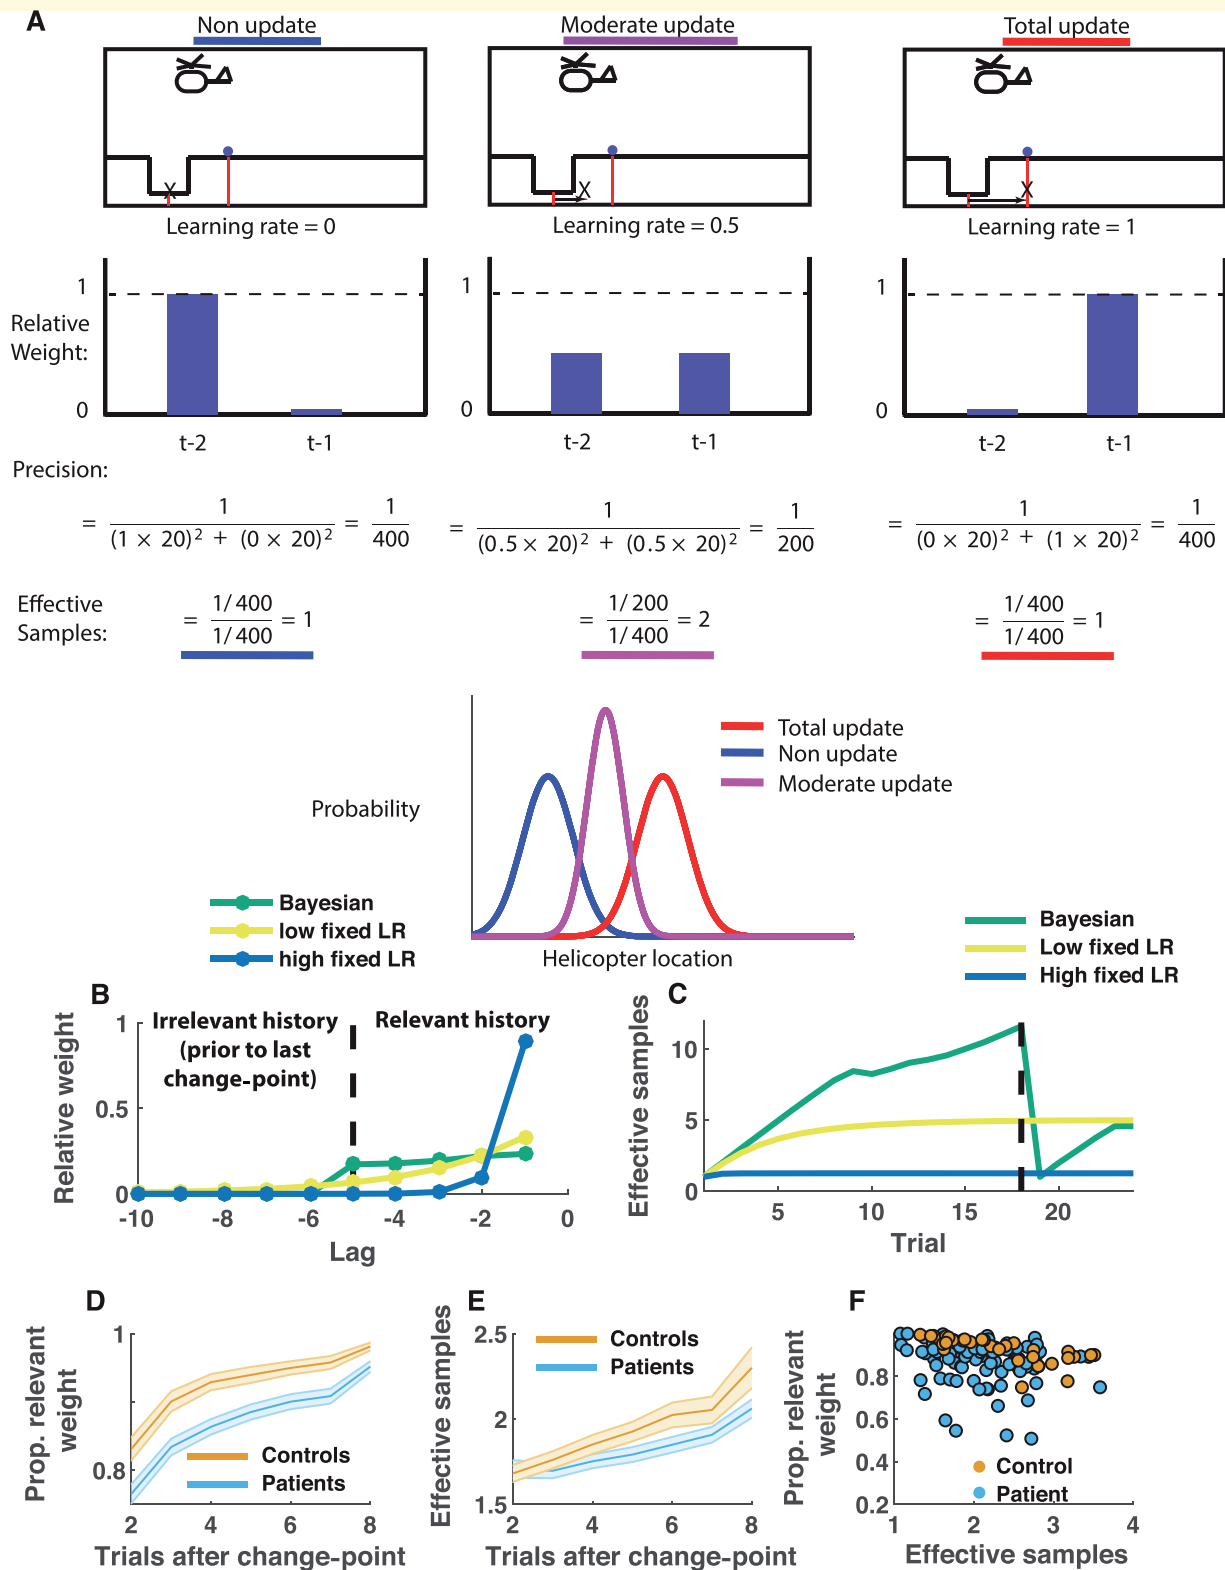 A
Non update
Moderate update
Total update
X
X
X
Learning rate = 0
Learning rate = 0.5
Learning rate = 1
Relative
Weight:
1
0
t-2
t-1
1
0
t-2
t-1
1
0
t-2
t-1
Precision:
= 1 / (1 × 20)² + (0 × 20)² = 1 / 400
= 1 / (0.5 × 20)² + (0.5 × 20)² = 1 / 200
= 1 / (0 × 20)² + (1 × 20)² = 1 / 400
Effective
Samples:
= 1/400 / 1/400 = 1
= 1/200 / 1/400 = 2
= 1/400 / 1/400 = 1
Total update
Non update
Moderate update
Probability
Helicopter location
Bayesian
low fixed LR
high fixed LR
Bayesian
Low fixed LR
High fixed LR
B
Relative weight
1
0.5
0
Irrelevant history
(prior to last
change-point)
Relevant history
-10
-8
-6
-4
-2
0
Lag
C
Effective samples
10
5
0
5
10
15
20
Trial
D
Prop. relevant
weight
1
0.8
Controls
Patients
2
4
6
8
Trials after change-point
E
Effective samples
2.5
2
1.5
Controls
Patients
2
4
6
8
Trials after change-point
F
Prop. relevant
weight
0.8
0.6
0.4
0.2
Control
Patient
1
2
3
4
Effective samples